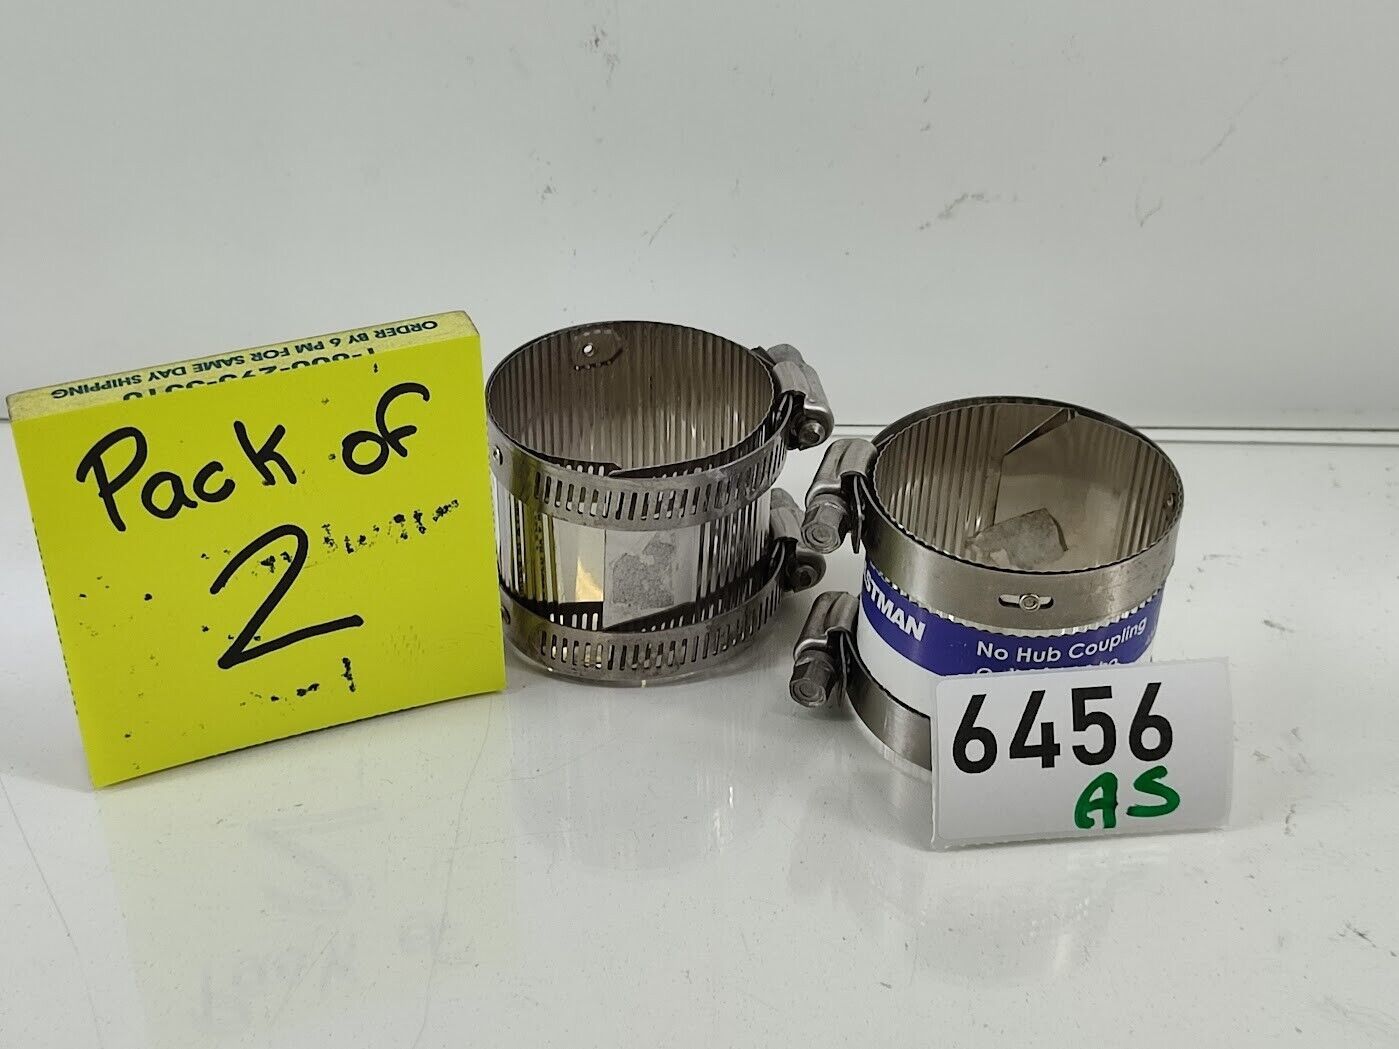 ORDER BY 6 PM FOR SAME DAY SHIPPING
Pack of
2
STMAN
No Hub Coupling
6456
AS